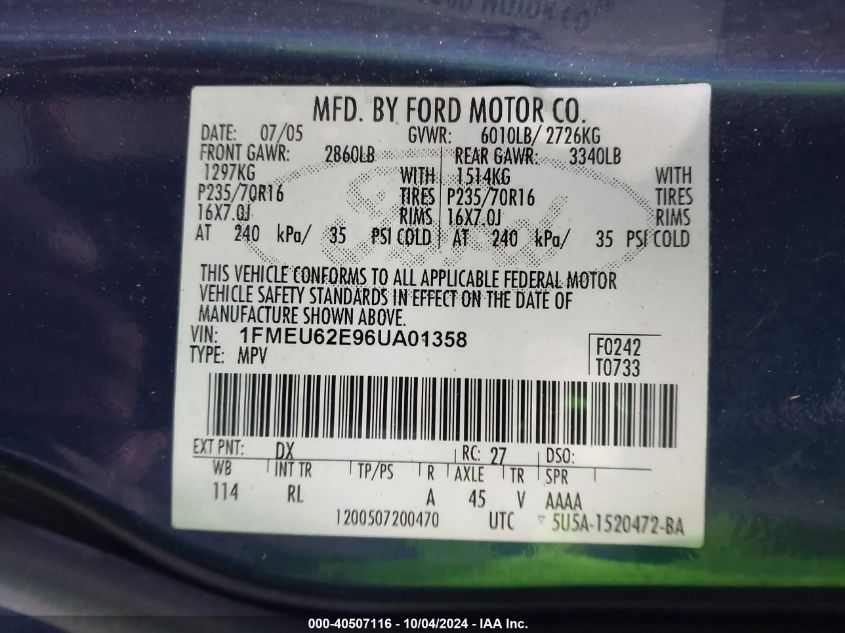 MFD. BY FORD MOTOR CO.
DATE: 07/05 GVWR: 6010LB/ 2726KG
FRONT GAWR: 2860LB REAR GAWR: 3340LB
1297KG WITH 1514KG WITH
P235/70R16 TIRES P235/70R16 TIRES
16X7.0J RIMS 16X7.0J RIMS
AT 240 kPa/ 35 PSI COLD AT 240 kPa/ 35 PSI COLD
THIS VEHICLE CONFORMS TO ALL APPLICABLE FEDERAL MOTOR
VEHICLE SAFETY STANDARDS IN EFFECT ON THE DATE OF
MANUFACTURE SHOWN ABOVE.
VIN: 1FMEU62E96UA01358
TYPE: MPV
F0242
T0733
EXT PNT: DX RC: 27 DSO:
WB INT TR TP/PS R AXLE TR SPR
114 RL A 45 V AAAA
1200507200470 UTC 5U5A-1520472-BA
000-40507116 - 10/04/2024 - IAA Inc.